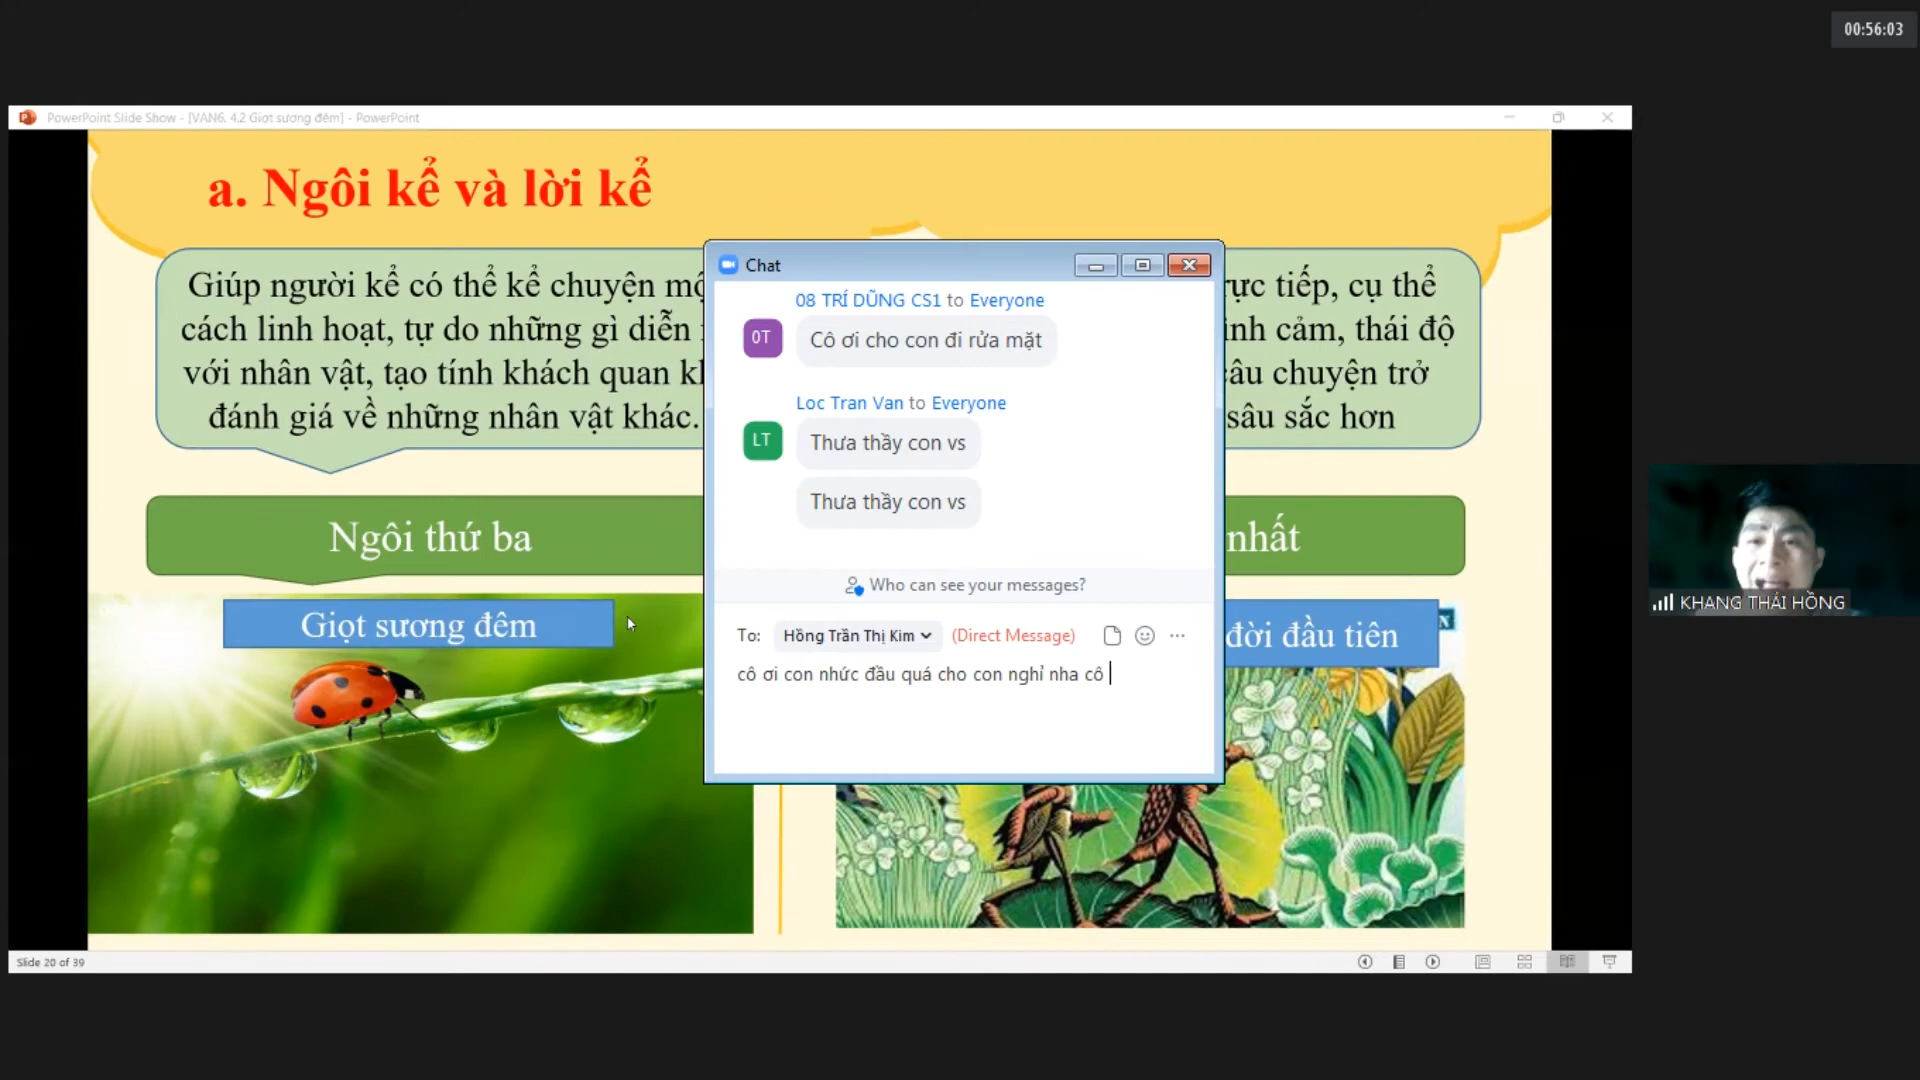 00:56:03
PowerPoint Slide Show - [VAN6. 4.2 Giọt sương đêm] - PowerPoint
a. Ngôi kể và lời kể
Giúp người kể có thể kể chuyện
cách linh hoạt, tự do những gì diễn
với nhân vật, tạo tính khách quan
đánh giá về những nhân vật khác.
tiếp, cụ thể
cảm, thái độ
chuyện trở
sâu sắc hơn
Ngôi thứ ba
nhất
Giọt sương đêm
đời đầu tiên
Chat
08 TRÍ DŨNG CS1 to Everyone
0T
Cô ơi cho con đi rửa mặt
Loc Tran Van to Everyone
LT
Thưa thầy con vs
Thưa thầy con vs
Who can see your messages?
To: Hồng Trần Thị Kim (Direct Message)
cô ơi con nhức đầu quá cho con nghỉ nha cô
KHANG THÁI HỒNG
Slide 20 of 39